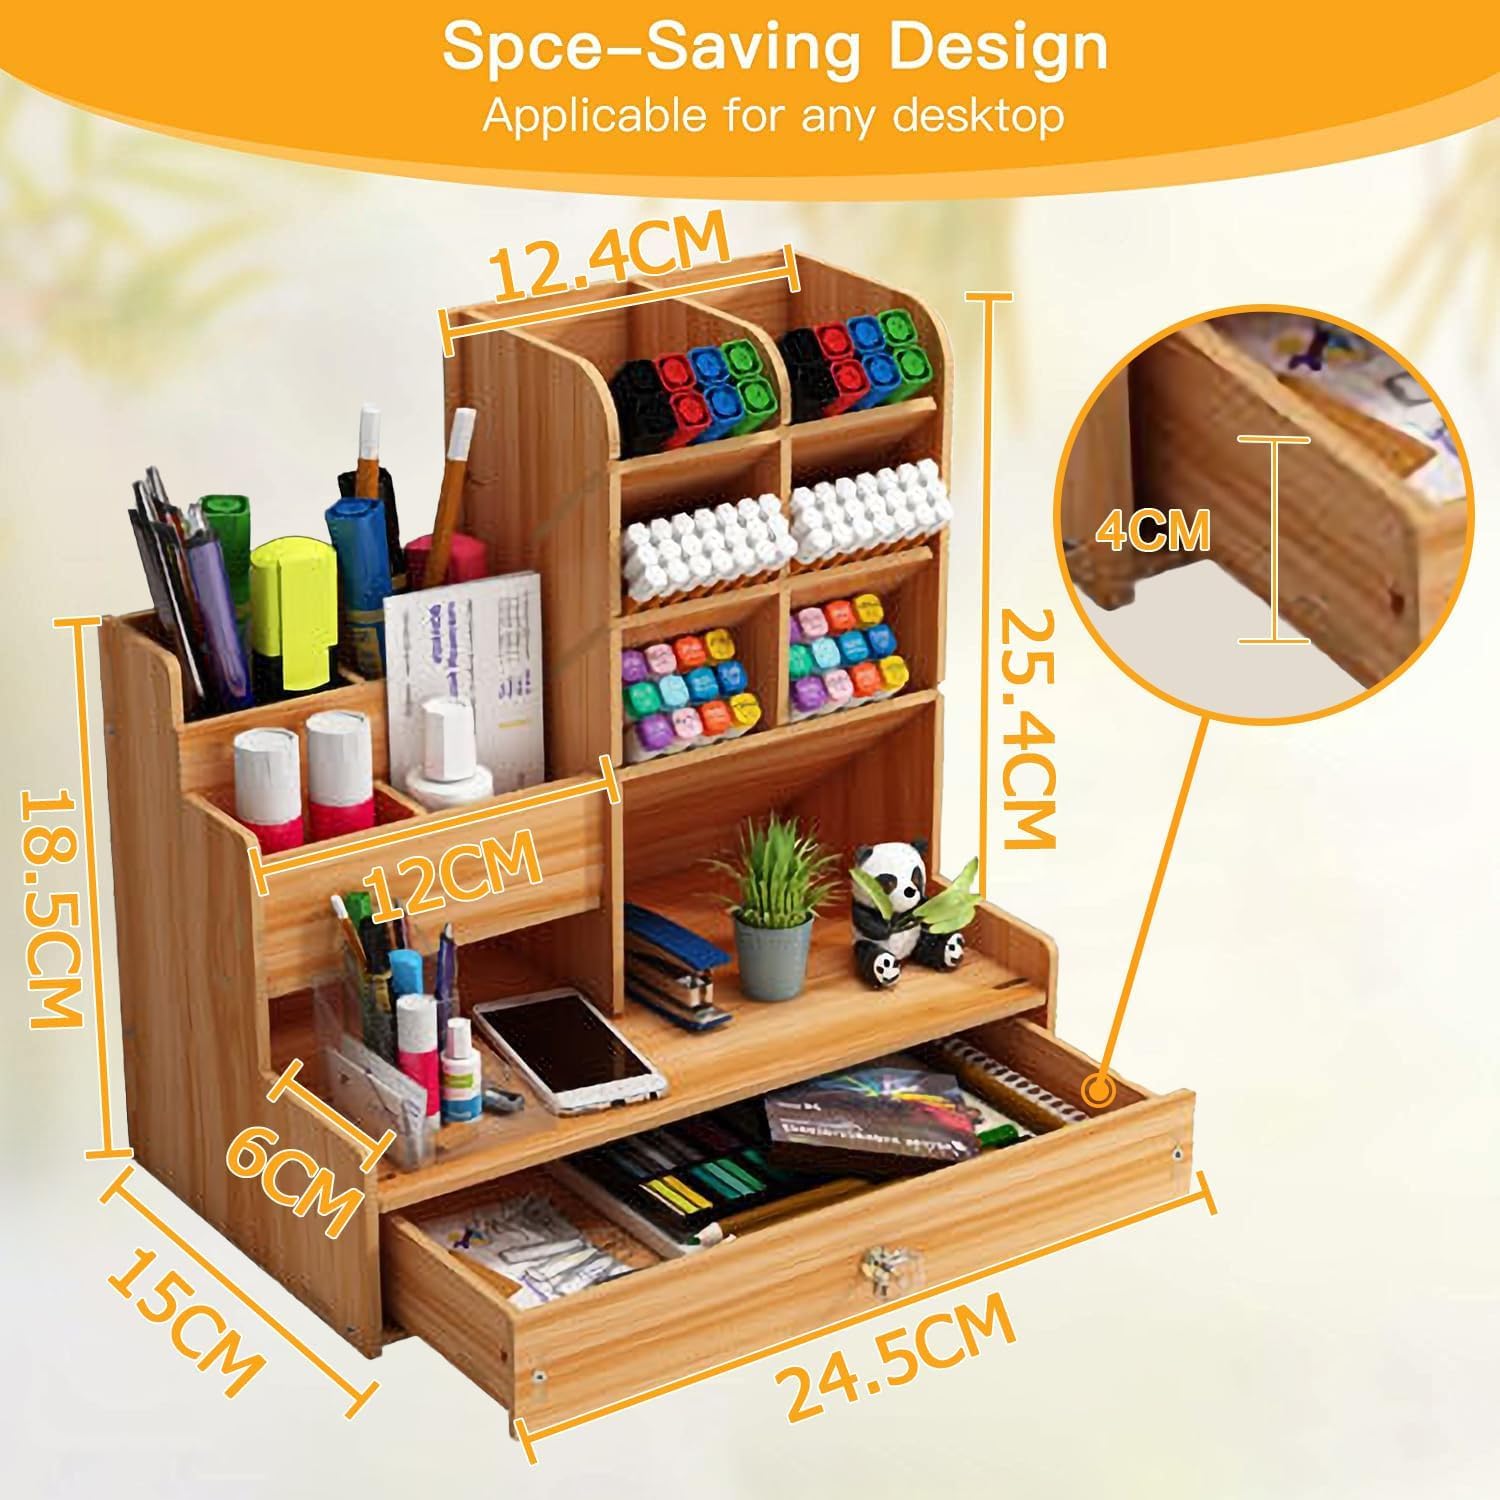 Spce-Saving Design
Applicable for any desktop
12.4CM
25.4CM
4CM
18.5CM
12CM
6CM
15CM
24.5CM